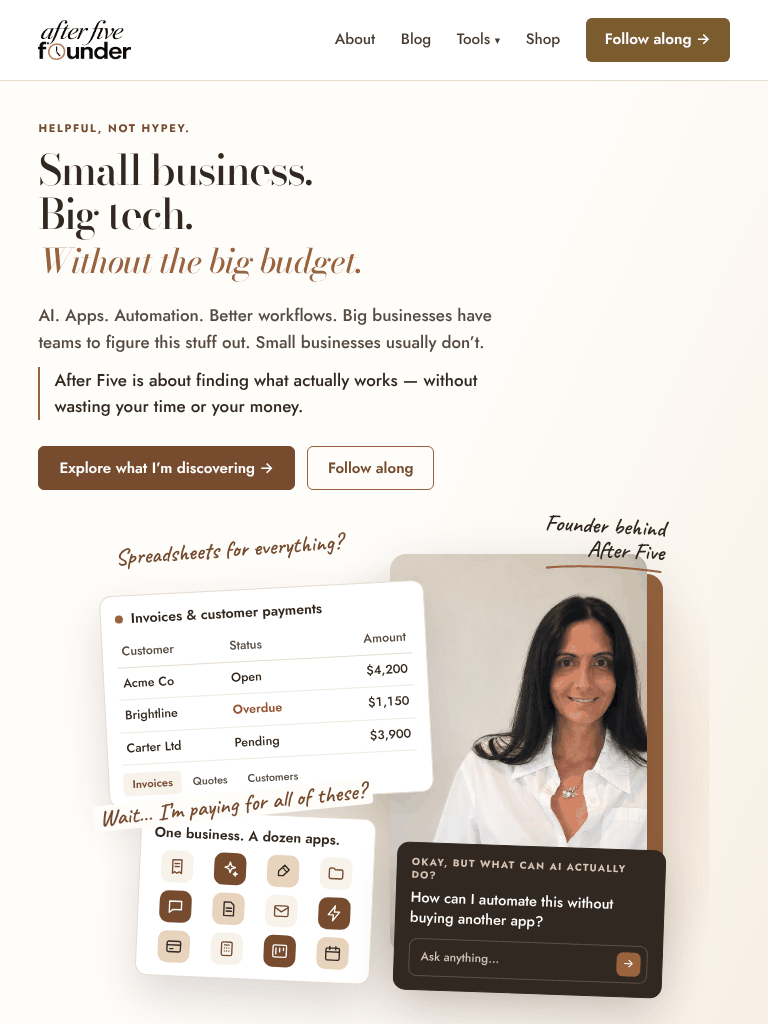 after five
founder
About Blog Tools ▾ Shop Follow along →
HELPFUL, NOT HYPEY.
Small business.
Big tech.
Without the big budget.
AI. Apps. Automation. Better workflows. Big businesses have
teams to figure this stuff out. Small businesses usually don’t.
After Five is about finding what actually works — without
wasting your time or your money.
Explore what I’m discovering → Follow along
Founder behind
After Five
Spreadsheets for everything?
Invoices & customer payments
Customer Status Amount
Acme Co Open $4,200
Brightline Overdue $1,150
Carter Ltd Pending $3,900
Invoices Quotes Customers
Wait... I’m paying for all of these?
One business. A dozen apps.
OKAY, BUT WHAT CAN AI ACTUALLY
DO?
How can I automate this without
buying another app?
Ask anything... →